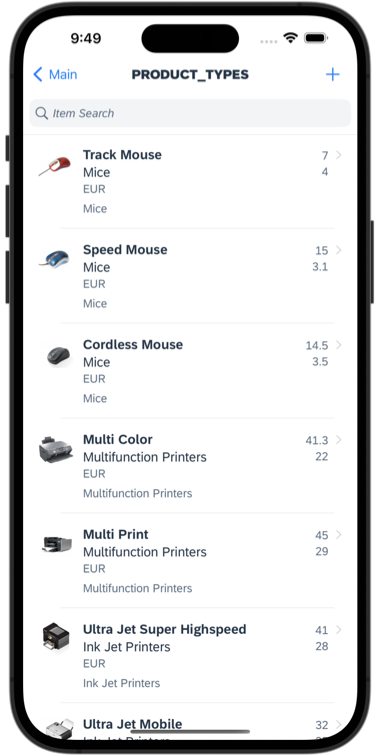 9:49
Main
PRODUCT_TYPES
Item Search
Track Mouse 7
Mice 4
EUR
Mice
Speed Mouse 15
Mice 3.1
EUR
Mice
Cordless Mouse 14.5
Mice 3.5
EUR
Mice
Multi Color 41.3
Multifunction Printers 22
EUR
Multifunction Printers
Multi Print 45
Multifunction Printers 29
EUR
Multifunction Printers
Ultra Jet Super Highspeed 41
Ink Jet Printers 28
EUR
Ink Jet Printers
Ultra Jet Mobile 32